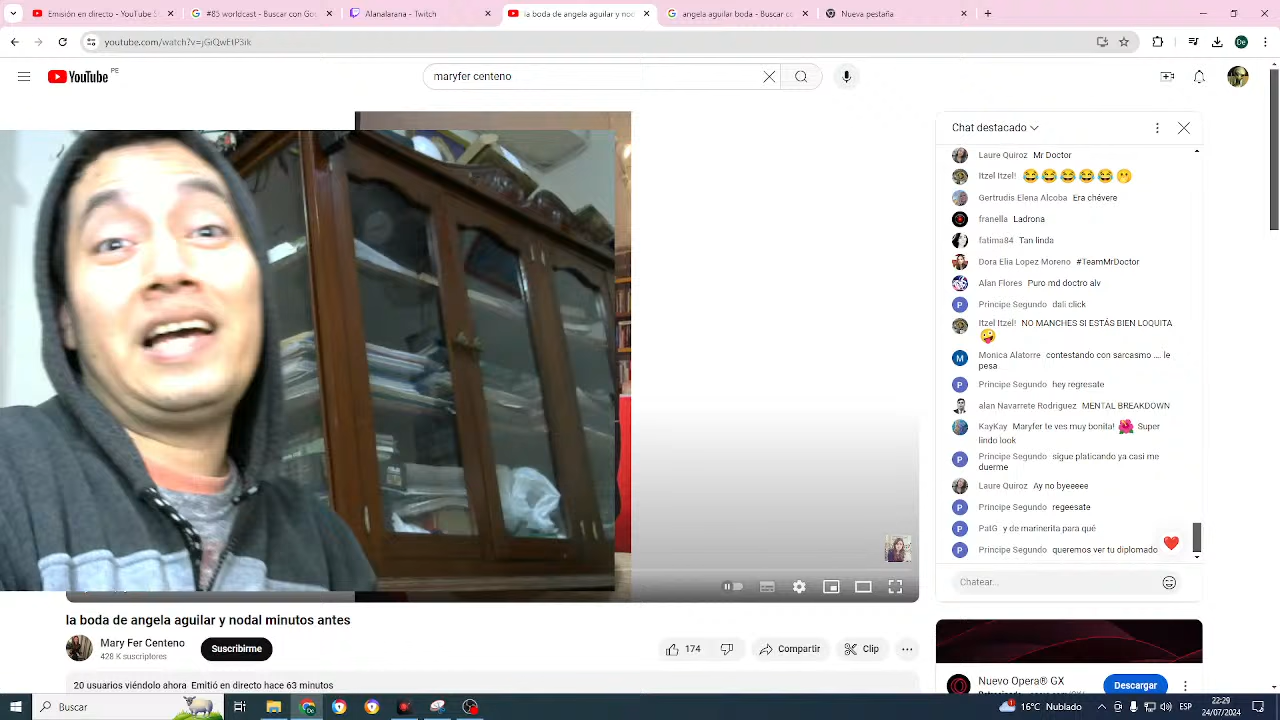 Emisión en directo - YouTube Stu
#85 worldcast - Buscar con Goo
Alanalarana - Twitch
la boda de angela aguilar y noda
angela aguilar boda - Buscar co
Nueva pestaña
youtube.com/watch?v=jGiQwEtP3ik
De
YouTube PE
maryfer centeno
Chat destacado
Laure Quiroz Mr Doctor
Itzel Itzel! 😂😂😂😂😂🤭
Gertrudis Elena Alcoba Era chévere
franella Ladrona
fatima84 Tan linda
Dora Elia Lopez Moreno #TeamMrDoctor
Alan Flores Puro md doctro alv
P Principe Segundo dali click
Itzel Itzel! NO MANCHES SI ESTÁS BIEN LOQUITA
🤪
M Monica Alatorre contestando con sarcasmo .... le
pesa
P Principe Segundo hey regresate
alan Navarrete Rodriguez MENTAL BREAKDOWN
KayKay Maryfer te ves muy bonita! 🌺 Super
lindo look
P Principe Segundo sigue platicando ya casi me
duerme
Laure Quiroz Ay no byeeeee
P Principe Segundo regeesate
PatG y de marinerita para qué
P Principe Segundo queremos ver tu diplomado
Chatear...
la boda de angela aguilar y nodal minutos antes
Mary Fer Centeno
428 K suscriptores
Suscribirme
174
Compartir
Clip
20 usuarios viéndolo ahora Emitió en directo hace 63 minutos
Nuevo Opera® GX
Descargar
Buscar
16°C Nublado
ESP
22:29
24/07/2024